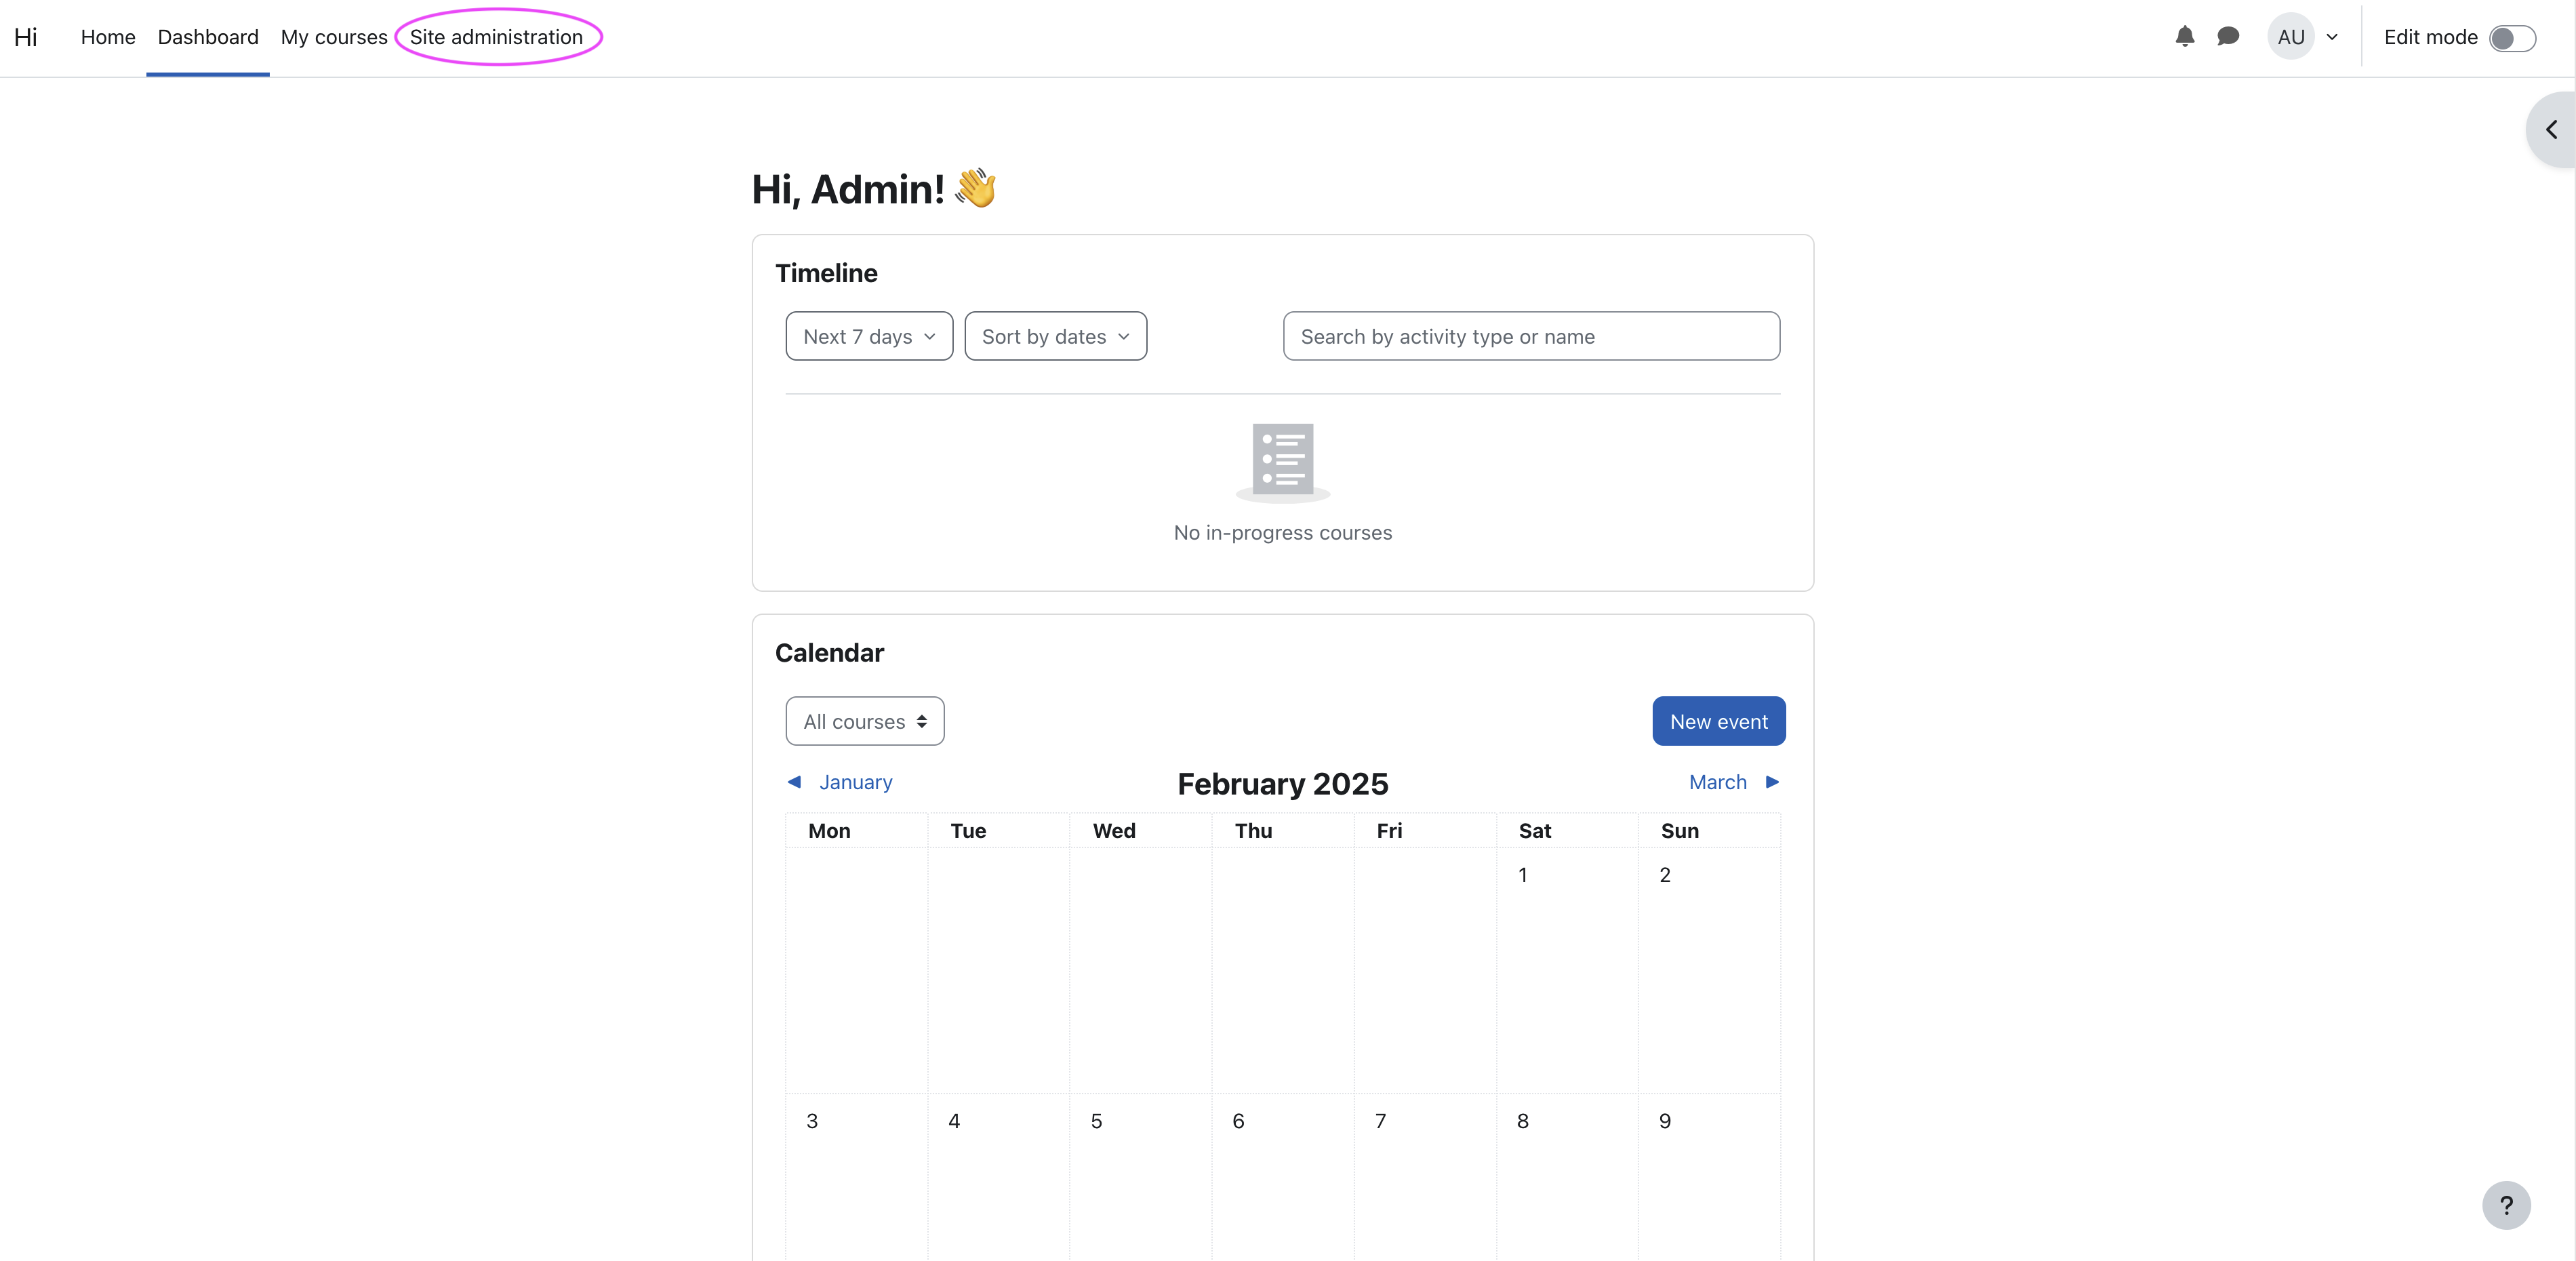 Hi Home Dashboard My courses Site administration AU Edit mode
Hi, Admin! 👋
Timeline
Next 7 days Sort by dates Search by activity type or name
No in-progress courses
Calendar
All courses New event
◀ January February 2025 March ▶
Mon Tue Wed Thu Fri Sat Sun
1 2
3 4 5 6 7 8 9
?